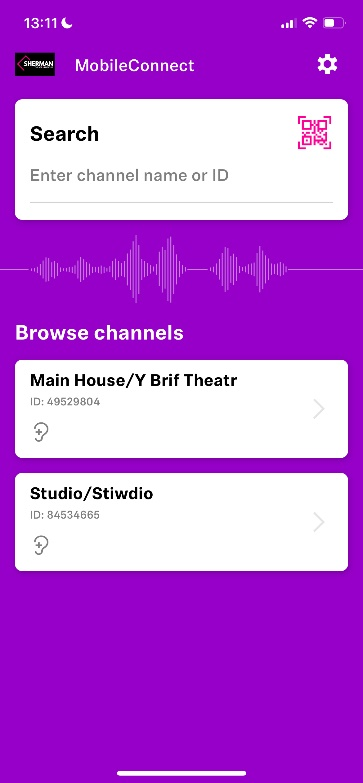 13:11
SHERMAN
MobileConnect
Search
Enter channel name or ID
Browse channels
Main House/Y Brif Theatr
ID: 49529804
Studio/Stiwdio
ID: 84534665